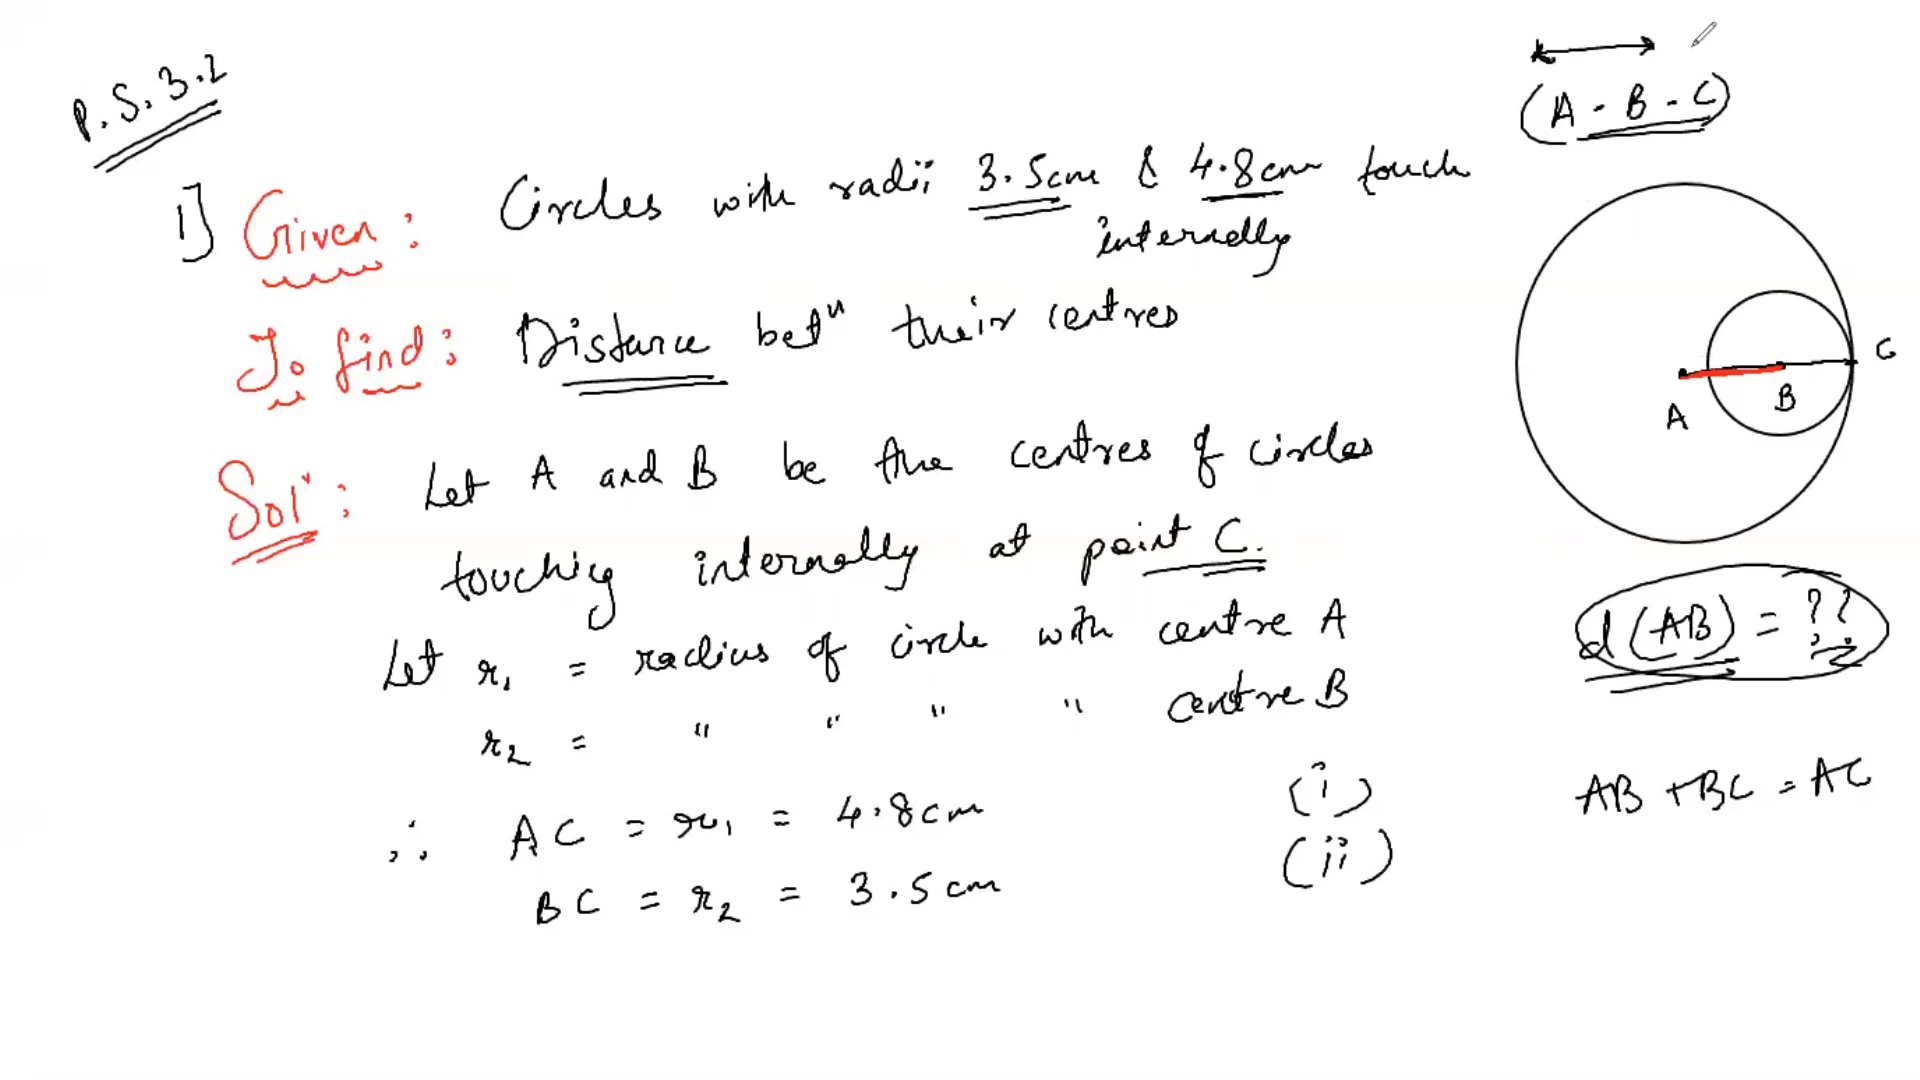 P.S. 3.2
1] Given : Circles with radii 3.5cm & 4.8cm touch
internally
To find : Distance betⁿ their centres
Solⁿ : Let A and B be the centres of circles
touching internally at point C.
Let r₁ = radius of circle with centre A
r₂ = " " " " centre B
∴ AC = r₁ = 4.8cm (i)
BC = r₂ = 3.5cm (ii)
(A - B - C)
A
B
C
d(AB) = ??
AB + BC = AC